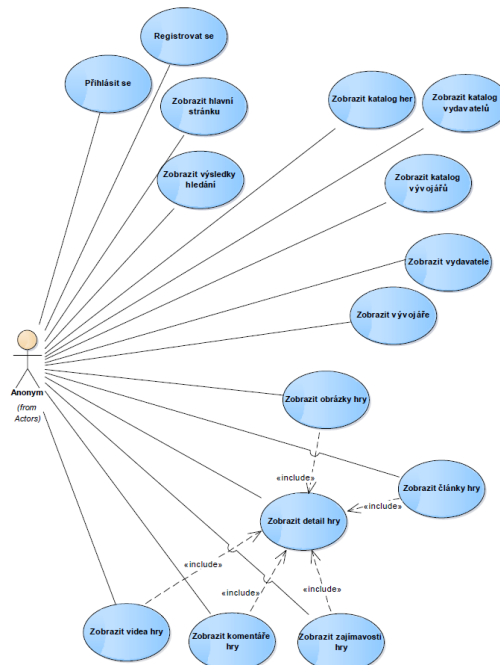 Registrovat se
Přihlásit se
Zobrazit hlavní
stránku
Zobrazit katalog her
Zobrazit katalog
vydavatelů
Zobrazit výsledky
hledání
Zobrazit katalog
vývojářů
Zobrazit vydavatele
Zobrazit vývojáře
Anonym
(from
Actors)
Zobrazit obrázky hry
«include»
Zobrazit články hry
«include»
Zobrazit detail hry
«include»
«include»
«include»
Zobrazit videa hry
Zobrazit komentáře
hry
Zobrazit zajímavosti
hry